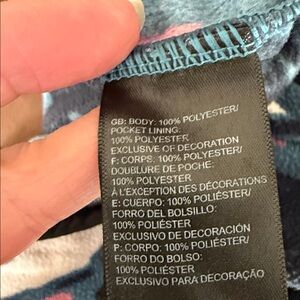 GB: BODY: 100% POLYESTER/
POCKET LINING:
100% POLYESTER
EXCLUSIVE OF DECORATION
F: CORPS: 100% POLYESTER/
DOUBLURE DE POCHE:
100% POLYESTER
À L'EXCEPTION DES DÉCORATIONS
E: CUERPO: 100% POLIÉSTER/
FORRO DEL BOLSILLO:
100% POLIÉSTER
EXCLUSIVO DE DECORACIÓN
P: CORPO: 100% POLIÉSTER/
FORRO DO BOLSO:
100% POLIÉSTER
EXCLUSIVO PARA DECORAÇÃO